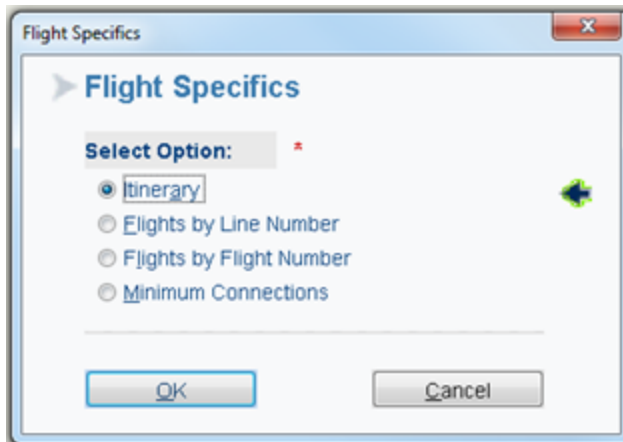 Flight Specifics
Flight Specifics
Select Option: *
Itinerary
Flights by Line Number
Flights by Flight Number
Minimum Connections
OK Cancel